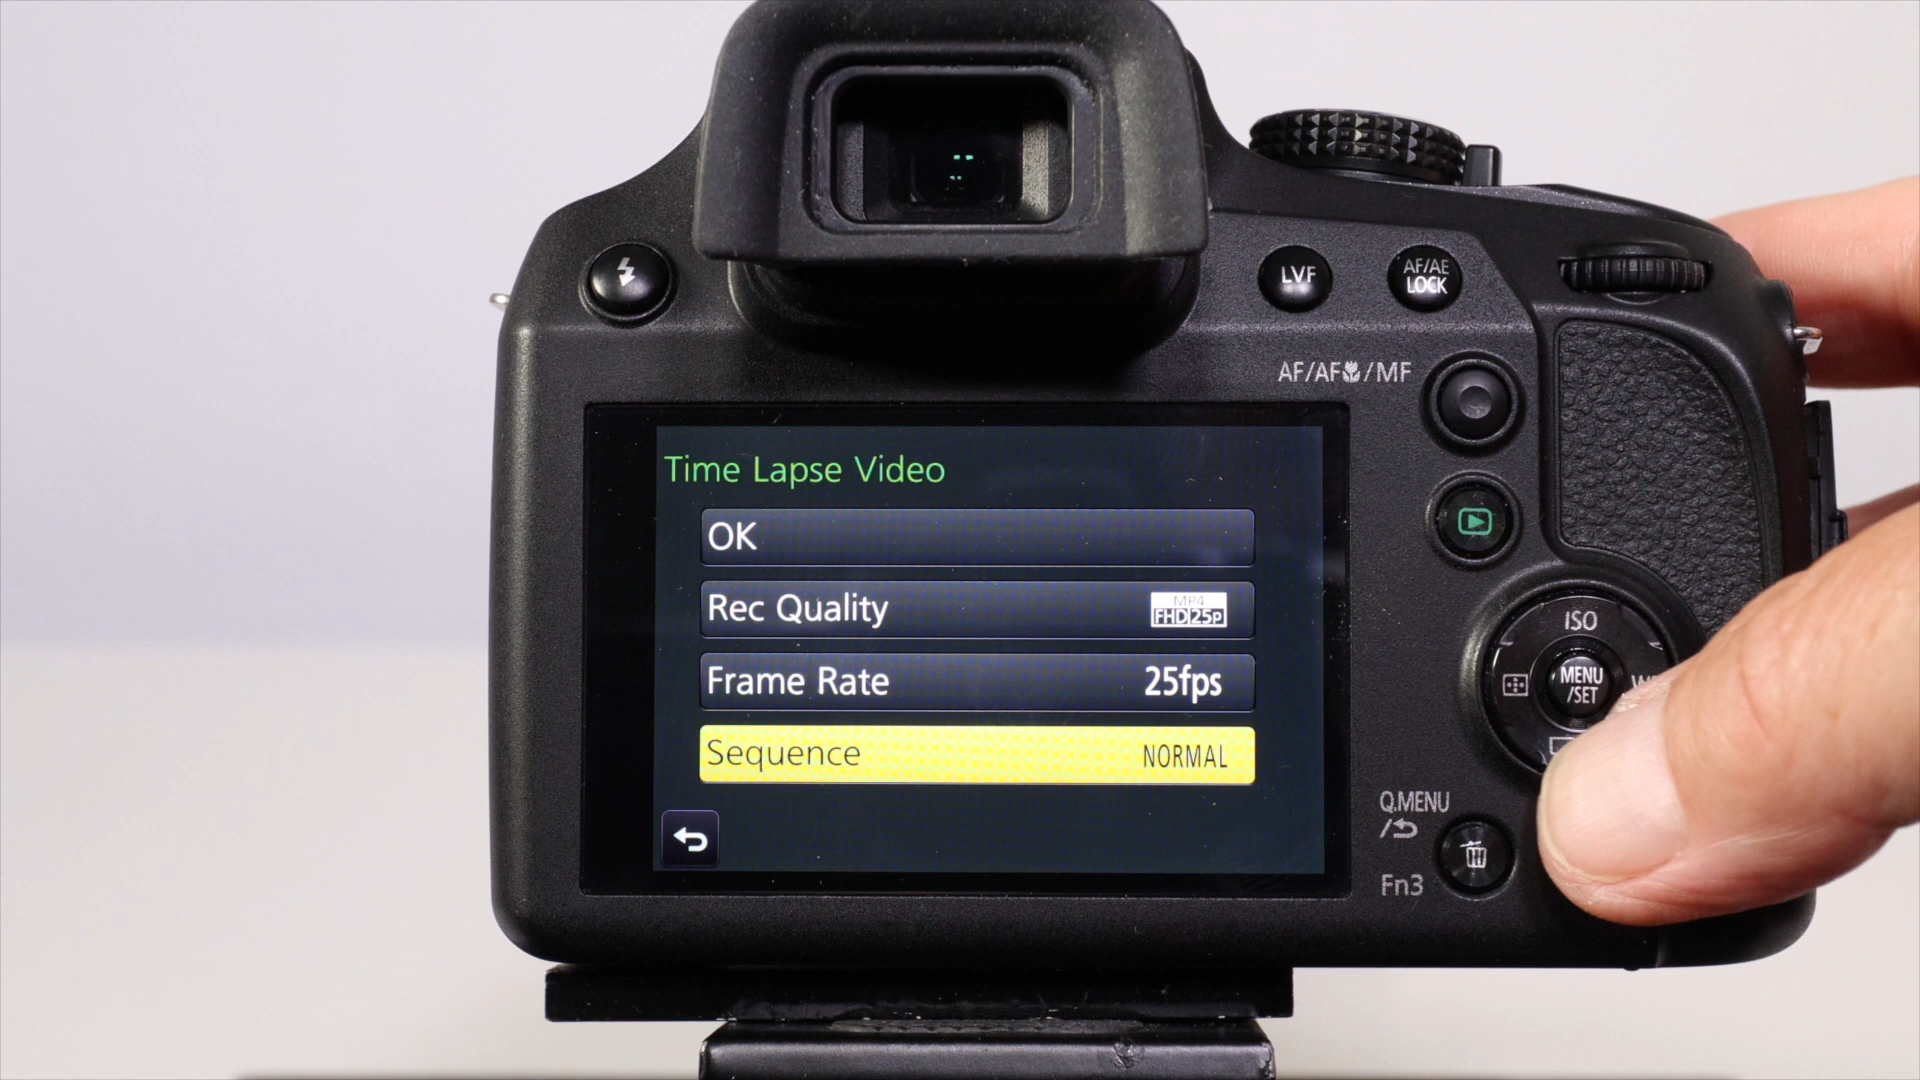 LVF
AF/AE
LOCK
AF/AF/MF
Time Lapse Video
OK
Rec Quality MP4 FHD 25p
Frame Rate 25fps
Sequence NORMAL
ISO
MENU
/SET
Q.MENU
/
Fn3